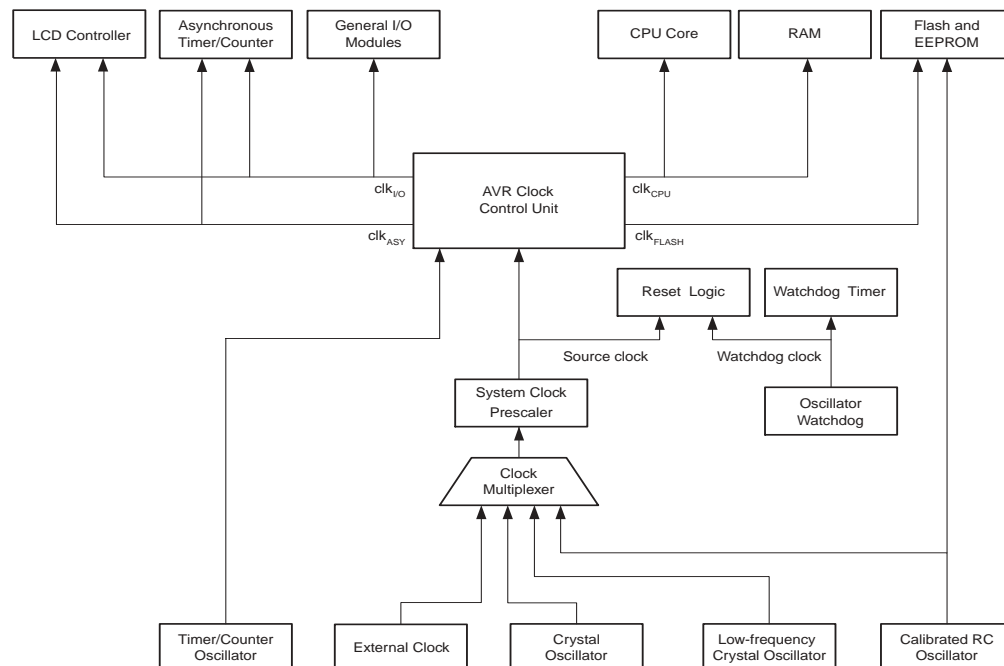 LCD Controller
Asynchronous
Timer/Counter
General I/O
Modules
CPU Core
RAM
Flash and
EEPROM
clkI/O
AVR Clock
Control Unit
clkCPU
clkASY
clkFLASH
Reset Logic
Watchdog Timer
Source clock
Watchdog clock
System Clock
Prescaler
Oscillator
Watchdog
Clock
Multiplexer
Timer/Counter
Oscillator
External Clock
Crystal
Oscillator
Low-frequency
Crystal Oscillator
Calibrated RC
Oscillator